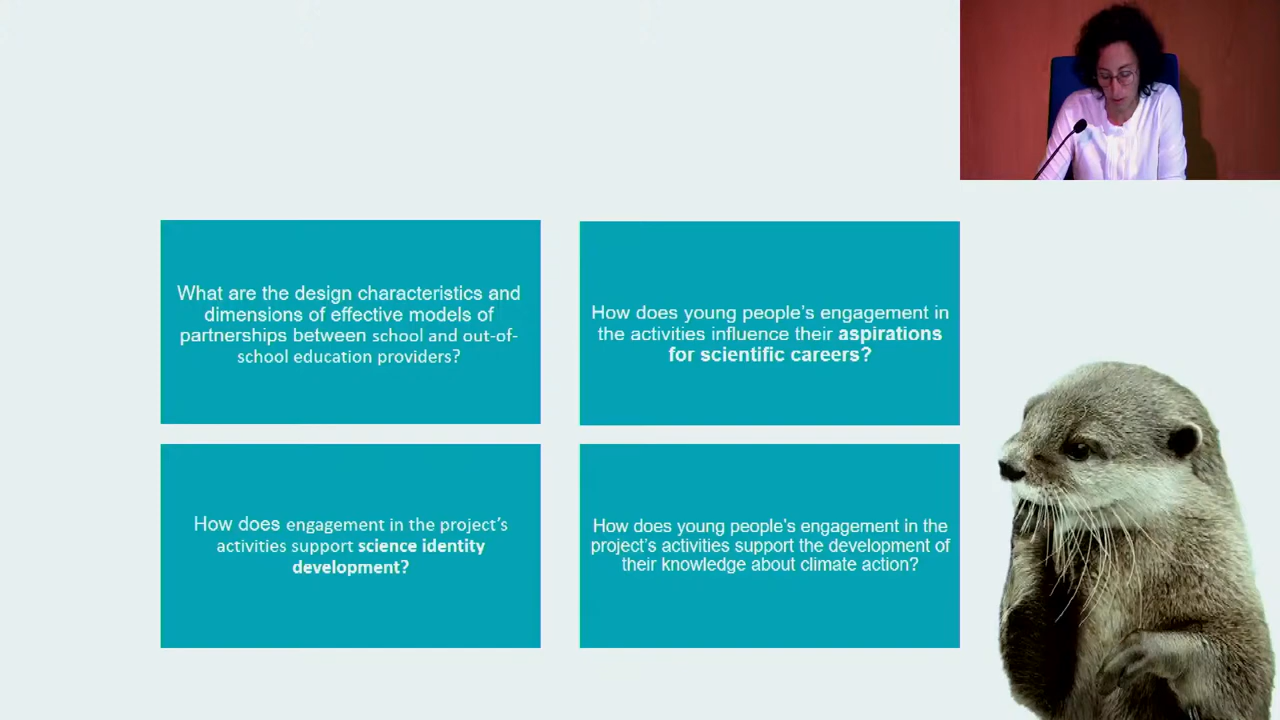 What are the design characteristics and
dimensions of effective models of
partnerships between school and out-of-
school education providers?
How does young people's engagement in
the activities influence their aspirations
for scientific careers?
How does engagement in the project's
activities support science identity
development?
How does young people's engagement in the
project's activities support the development of
their knowledge about climate action?